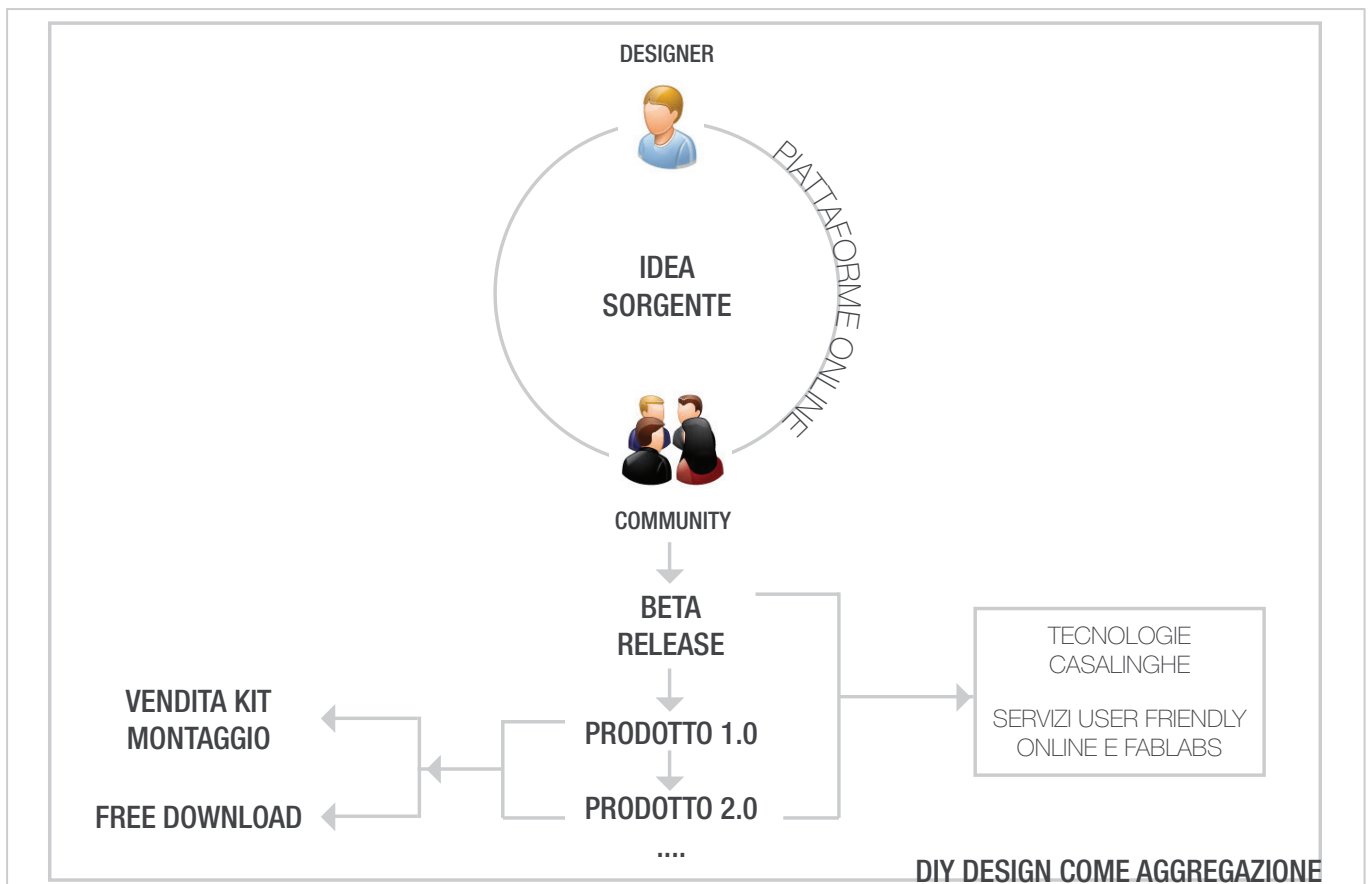 DESIGNER
PIATTAFORME ONLINE
IDEA
SORGENTE
COMMUNITY
BETA
RELEASE
TECNOLOGIE
CASALINGHE
SERVIZI USER FRIENDLY
ONLINE E FABLABS
VENDITA KIT
MONTAGGIO
PRODOTTO 1.0
FREE DOWNLOAD
PRODOTTO 2.0
....
DIY DESIGN COME AGGREGAZIONE